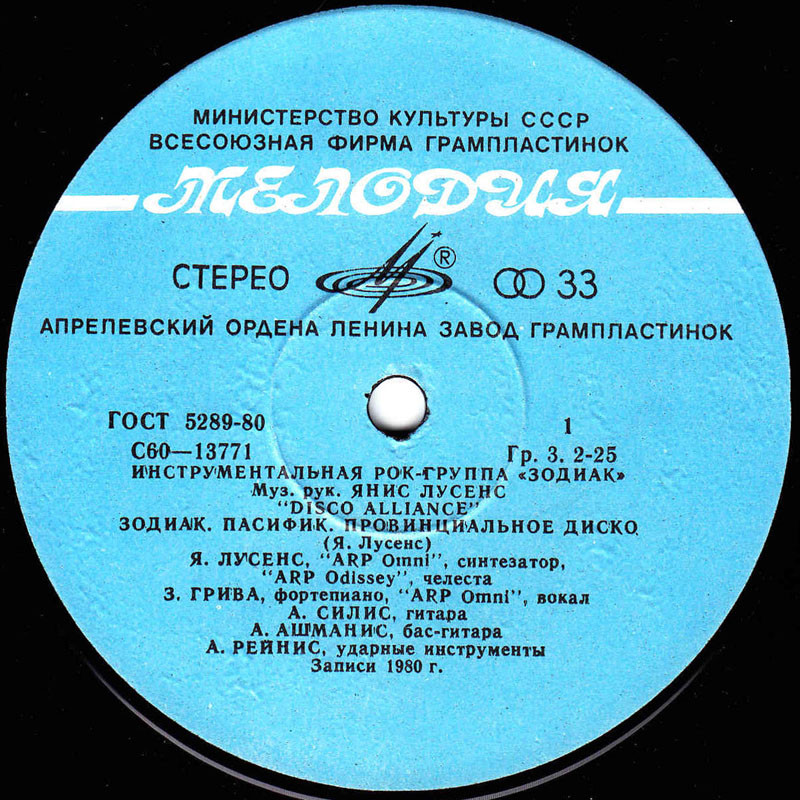 МИНИСТЕРСТВО КУЛЬТУРЫ СССР
ВСЕСОЮЗНАЯ ФИРМА ГРАМПЛАСТИНОК
МЕЛОДИЯ
СТЕРЕО ® 33
АПРЕЛЕВСКИЙ ОРДЕНА ЛЕНИНА ЗАВОД ГРАМПЛАСТИНОК
ГОСТ 5289-80 1
С60—13771 Гр. 3. 2-25
ИНСТРУМЕНТАЛЬНАЯ РОК-ГРУППА «ЗОДИАК»
Муз. рук. ЯНИС ЛУСЕНС
"DISCO ALLIANCE"
ЗОДИАК. ПАСИФИК. ПРОВИНЦИАЛЬНОЕ ДИСКО
(Я. Лусенс)
Я. ЛУСЕНС, "ARP Omni", синтезатор,
"ARP Odissey", челеста
З. ГРИВА, фортепиано, "ARP Omni", вокал
А. СИЛИС, гитара
А. АШМАНИС, бас-гитара
А. РЕЙНИС, ударные инструменты
Записи 1980 г.